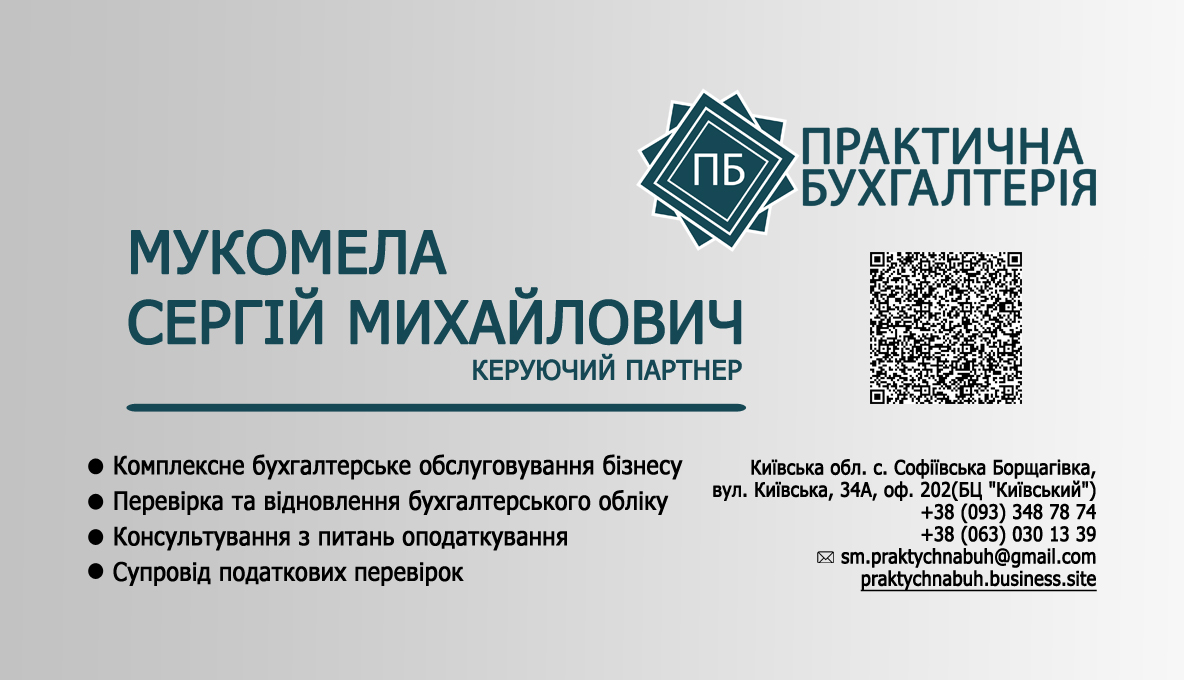 ПБ
ПРАКТИЧНА
БУХГАЛТЕРІЯ
МУКОМЕЛА
СЕРГІЙ МИХАЙЛОВИЧ
КЕРУЮЧИЙ ПАРТНЕР
● Комплексне бухгалтерське обслуговування бізнесу
● Перевірка та відновлення бухгалтерського обліку
● Консультування з питань оподаткування
● Супровід податкових перевірок
Київська обл. с. Софіївська Борщагівка,
вул. Київська, 34А, оф. 202(БЦ "Київський")
+38 (093) 348 78 74
+38 (063) 030 13 39
✉ sm.praktychnabuh@gmail.com
praktychnabuh.business.site